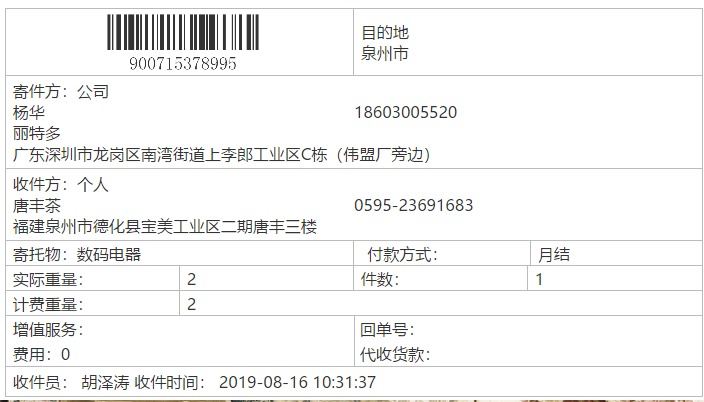 900715378995
目的地
泉州市
寄件方：公司
杨华 18603005520
丽特多
广东深圳市龙岗区南湾街道上李郎工业区C栋（伟盟厂旁边）
收件方：个人
唐丰茶 0595-23691683
福建泉州市德化县宝美工业区二期唐丰三楼
寄托物：数码电器 付款方式： 月结
实际重量： 2 件数： 1
计费重量： 2
增值服务： 回单号：
费用：0 代收货款：
收件员： 胡泽涛 收件时间： 2019-08-16 10:31:37